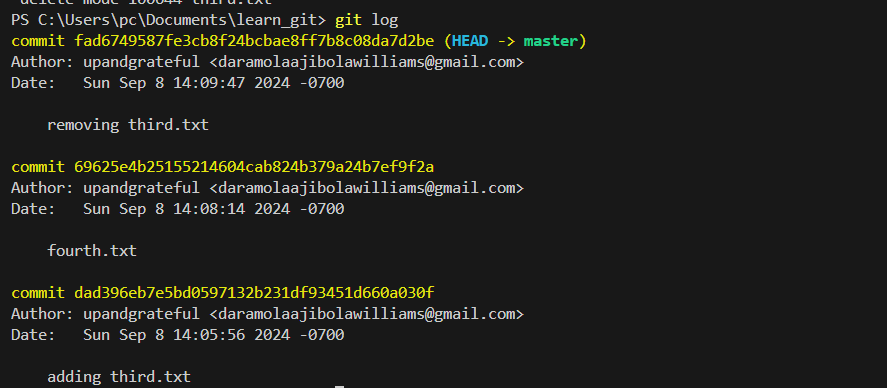 delete mode 100644 third.txt
PS C:\Users\pc\Documents\learn_git> git log
commit fad6749587fe3cb8f24bcbae8ff7b8c08da7d2be (HEAD -> master)
Author: upandgrateful <daramolaajibolawilliams@gmail.com>
Date:   Sun Sep 8 14:09:47 2024 -0700
    removing third.txt
commit 69625e4b25155214604cab824b379a24b7ef9f2a
Author: upandgrateful <daramolaajibolawilliams@gmail.com>
Date:   Sun Sep 8 14:08:14 2024 -0700
    fourth.txt
commit dad396eb7e5bd0597132b231df93451d660a030f
Author: upandgrateful <daramolaajibolawilliams@gmail.com>
Date:   Sun Sep 8 14:05:56 2024 -0700
    adding third.txt